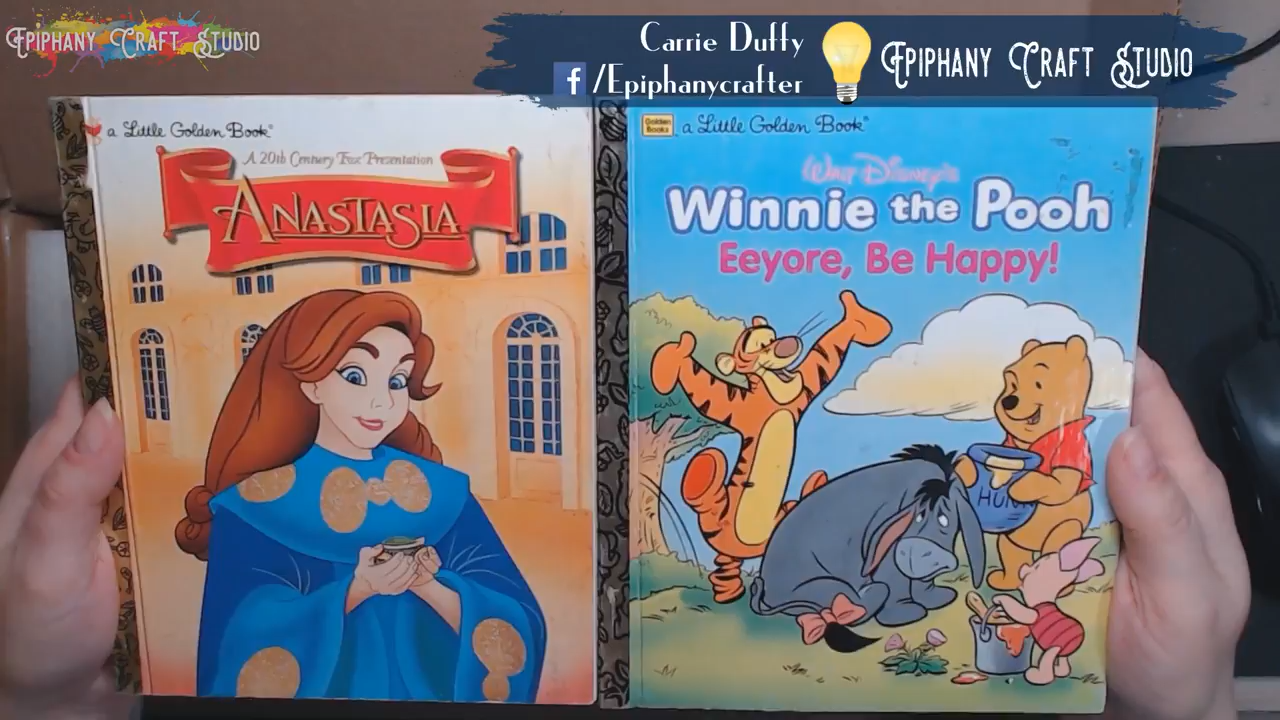 Epiphany Craft Studio
Carrie Duffy
f/Epiphanycrafter
Epiphany Craft Studio
a Little Golden Book®
A 20th Century Fox Presentation
ANASTASIA
Golden Books
a Little Golden Book®
Walt Disney's
Winnie the Pooh
Eeyore, Be Happy!
HUNNY